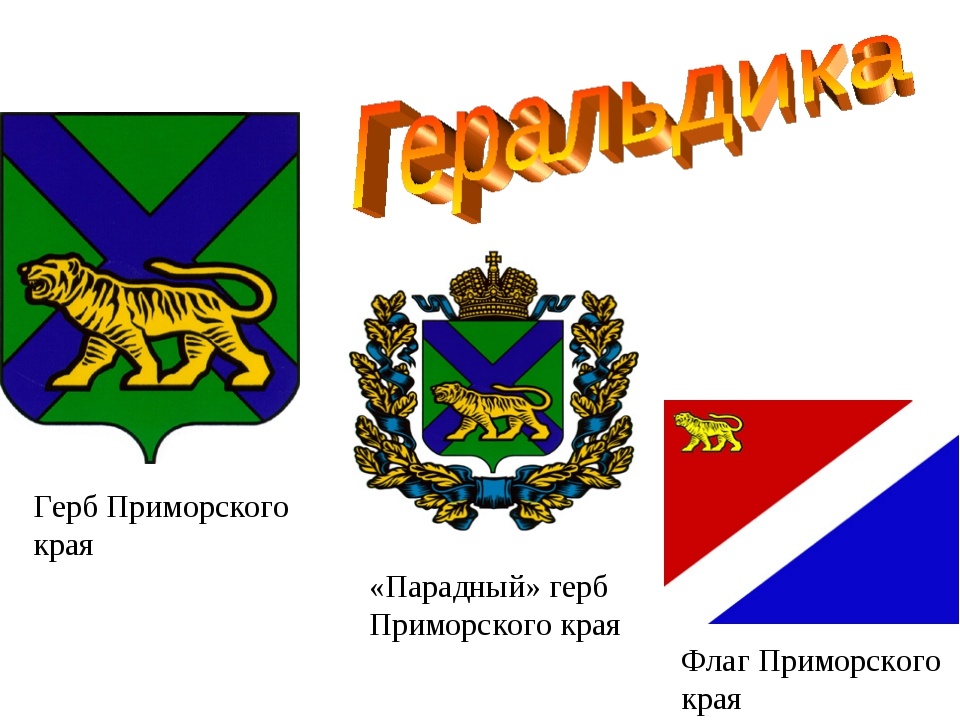 Геральдика
Герб Приморского
края
«Парадный» герб
Приморского края
Флаг Приморского
края